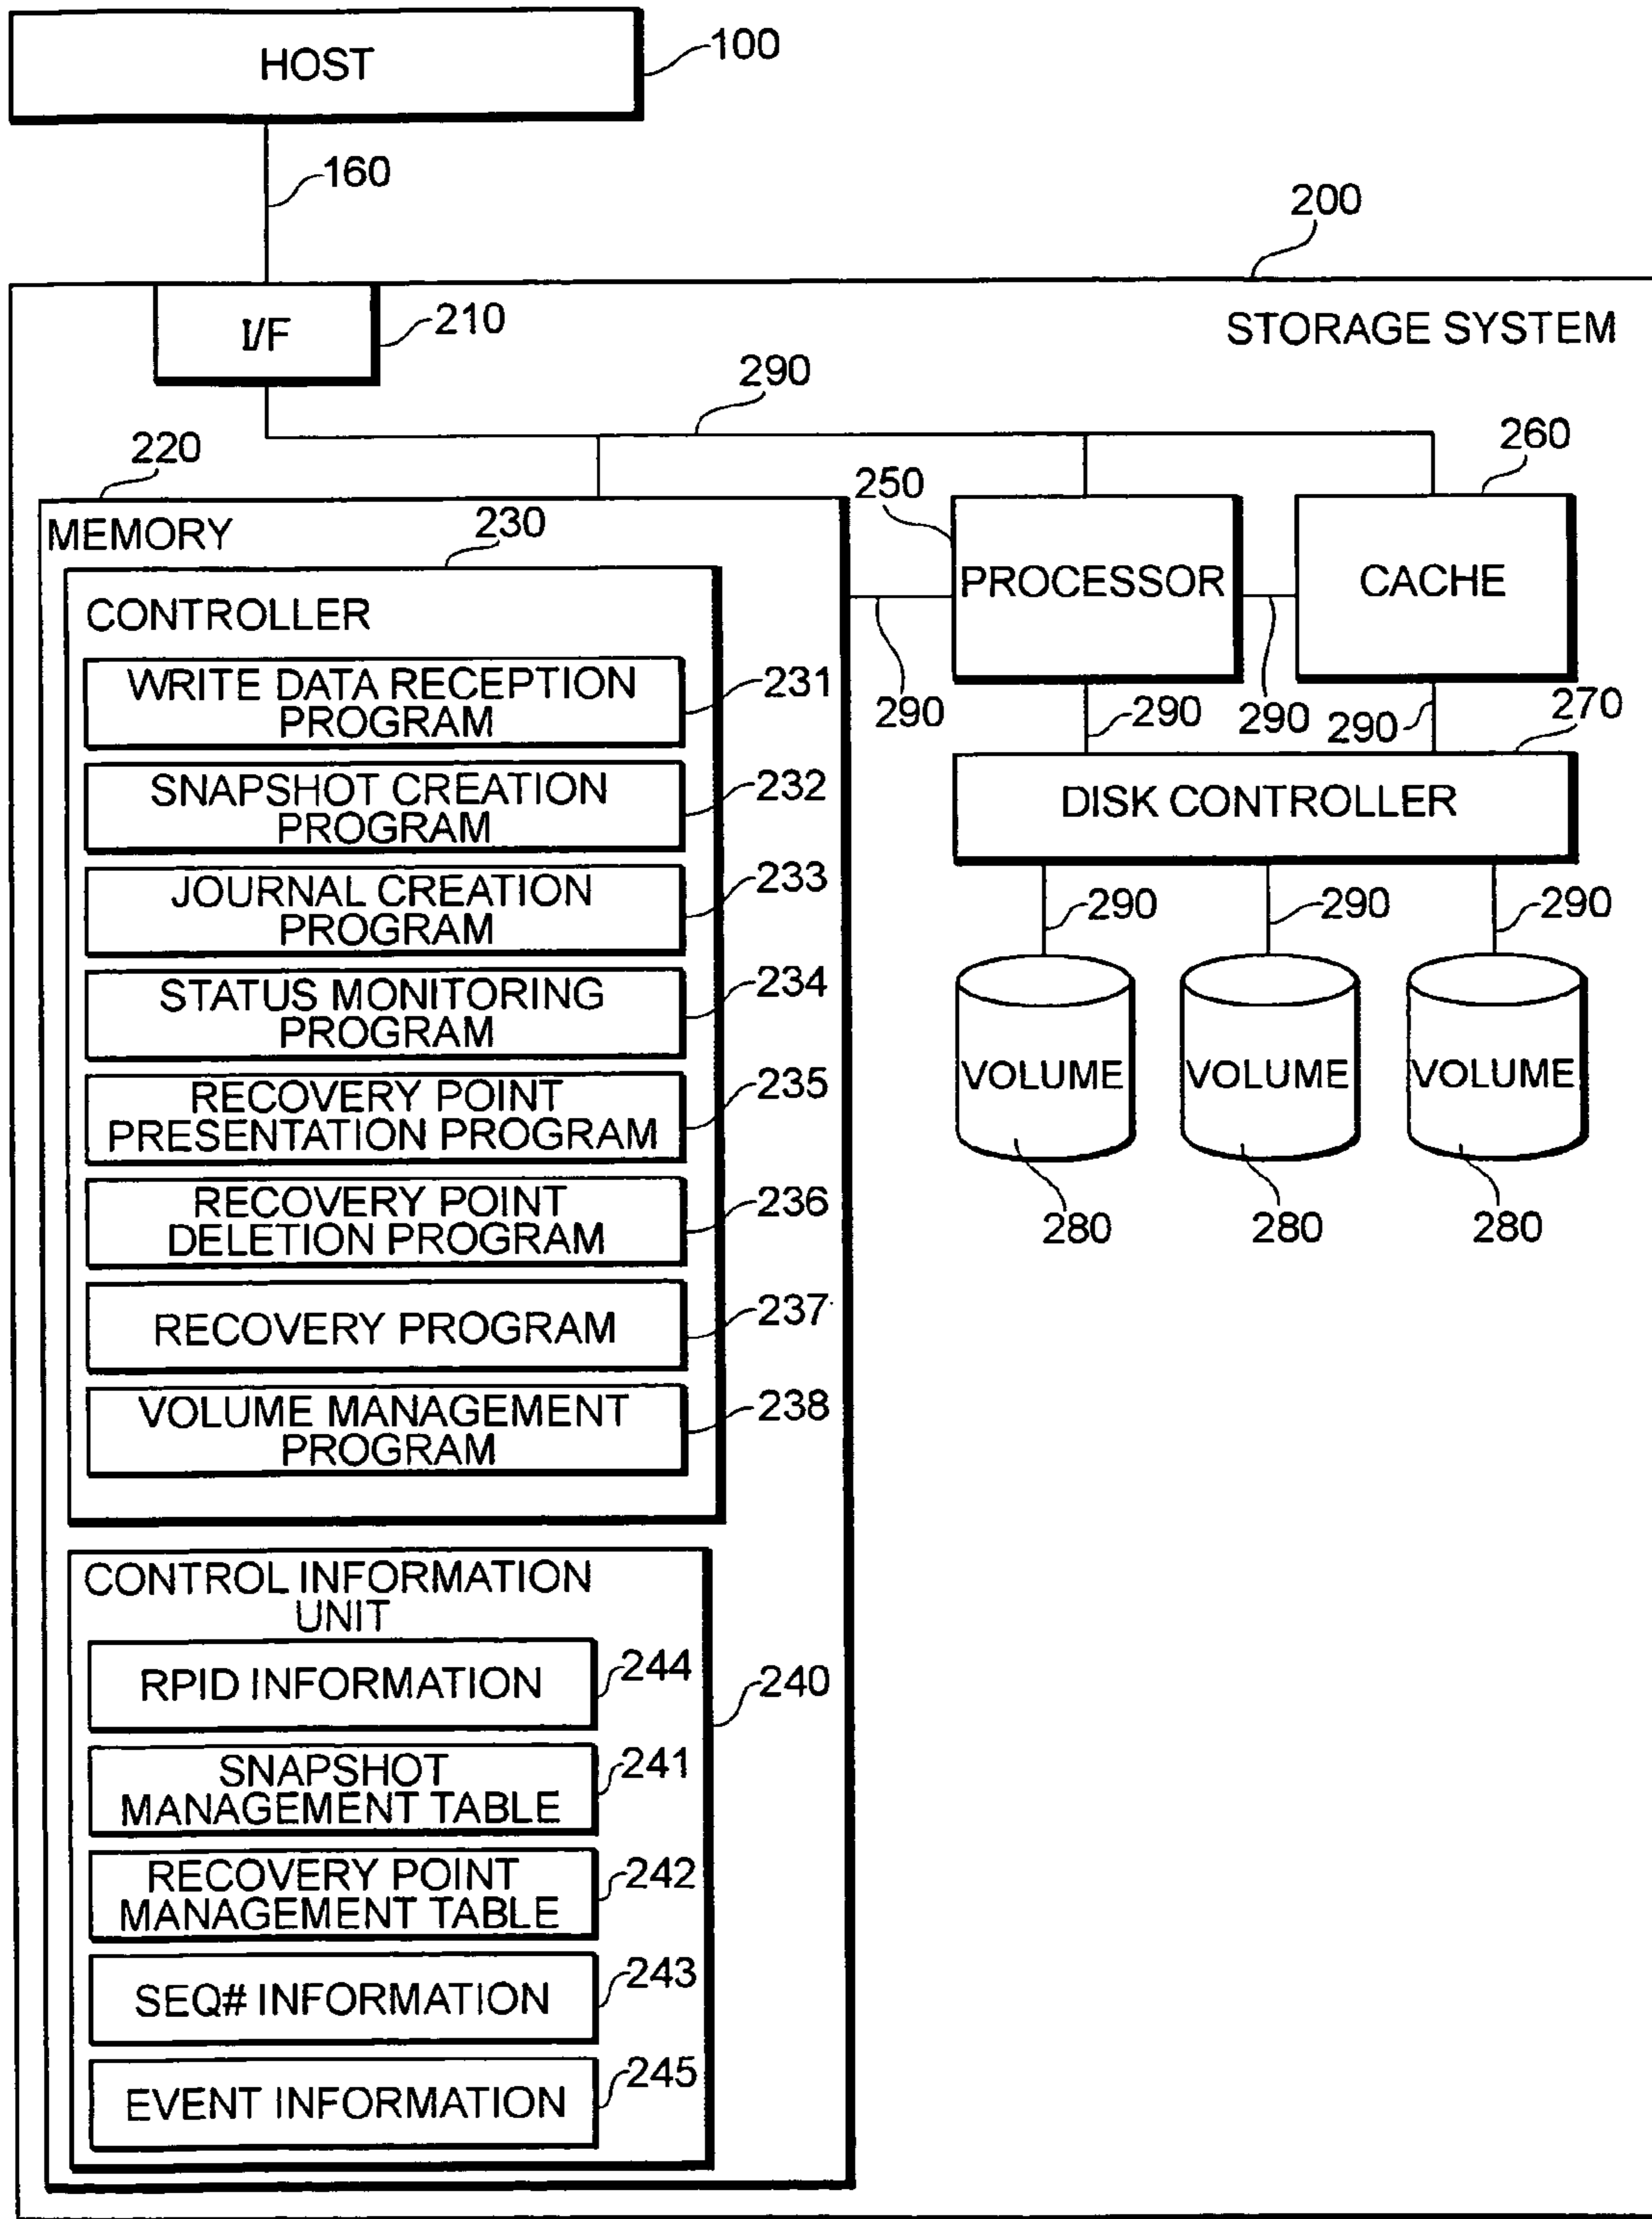 HOST
100
160
200
I/F
210
STORAGE SYSTEM
290
220
MEMORY
230
250
260
CONTROLLER
PROCESSOR
CACHE
290
290
WRITE DATA RECEPTION
PROGRAM
231
290
290
270
SNAPSHOT CREATION
PROGRAM
232
DISK CONTROLLER
JOURNAL CREATION
PROGRAM
233
290
290
290
STATUS MONITORING
PROGRAM
234
VOLUME
VOLUME
VOLUME
RECOVERY POINT
PRESENTATION PROGRAM
235
280
280
280
RECOVERY POINT
DELETION PROGRAM
236
RECOVERY PROGRAM
237
VOLUME MANAGEMENT
PROGRAM
238
CONTROL INFORMATION
UNIT
240
RPID INFORMATION
244
SNAPSHOT
MANAGEMENT TABLE
241
RECOVERY POINT
MANAGEMENT TABLE
242
SEQ# INFORMATION
243
EVENT INFORMATION
245